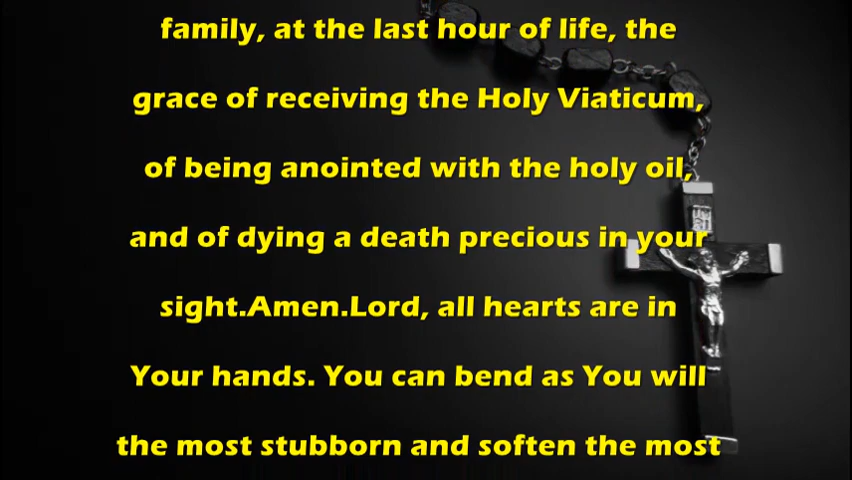 family, at the last hour of life, the
grace of receiving the Holy Viaticum,
of being anointed with the holy oil,
and of dying a death precious in your
sight.Amen.Lord, all hearts are in
Your hands. You can bend as You will
the most stubborn and soften the most